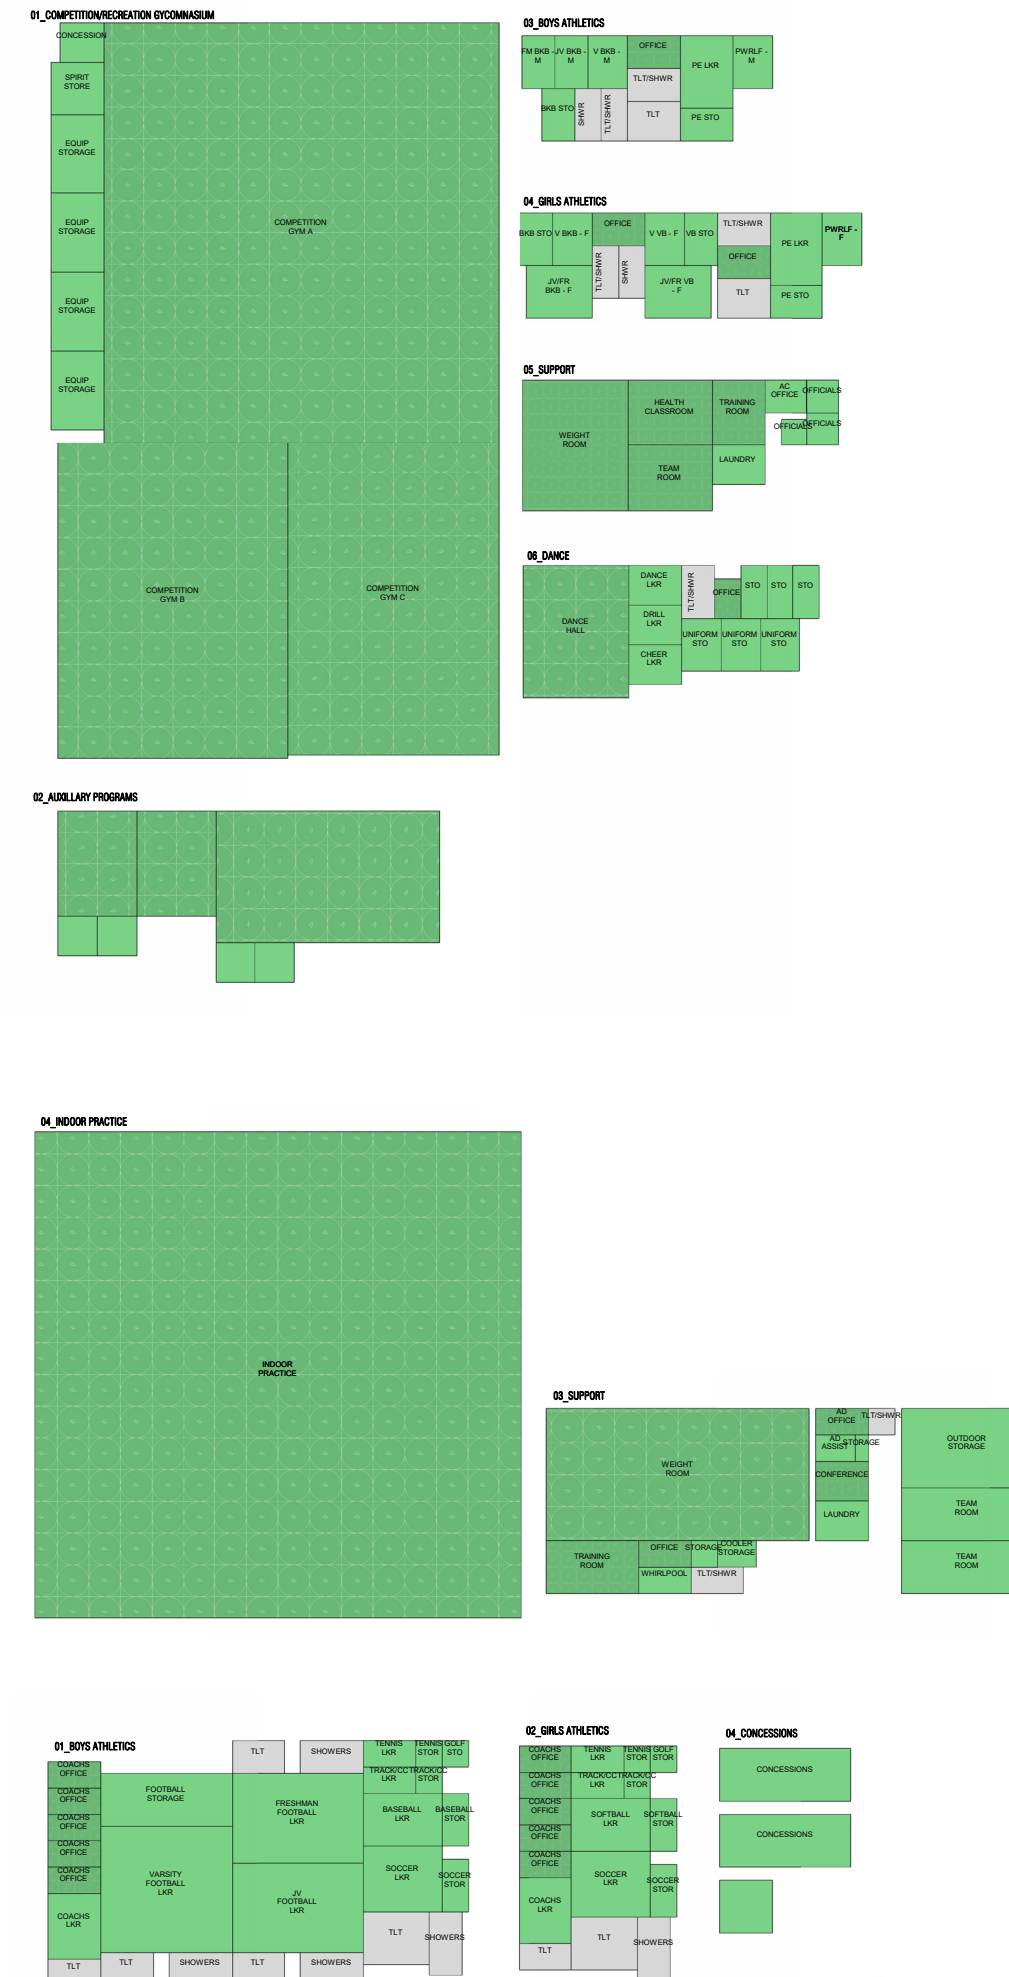 01_COMPETITION/RECREATION GYCOMNASIUM
CONCESSION
SPIRIT
STORE
EQUIP
STORAGE
EQUIP
STORAGE
EQUIP
STORAGE
EQUIP
STORAGE
COMPETITION
GYM A
COMPETITION
GYM B
COMPETITION
GYM C
03_BOYS ATHLETICS
FM BKB -
M
JV BKB -
M
V BKB -
M
OFFICE
TLT/SHWR
TLT
PE LKR
PWRLF -
M
BKB STO
SHWR
TLT/SHWR
PE STO
04_GIRLS ATHLETICS
BKB STO
V BKB - F
OFFICE
V VB - F
VB STO
TLT/SHWR
OFFICE
TLT
PE LKR
PWRLF -
F
JV/FR
BKB - F
TLT/SHWR
SHWR
JV/FR VB
- F
PE STO
05_SUPPORT
WEIGHT
ROOM
HEALTH
CLASSROOM
TEAM
ROOM
TRAINING
ROOM
LAUNDRY
AC
OFFICE
OFFICIALS
OFFICIALS
OFFICIALS
06_DANCE
DANCE
HALL
DANCE
LKR
DRILL
LKR
CHEER
LKR
TLT/SHWR
OFFICE
STO
STO
STO
UNIFORM
STO
UNIFORM
STO
UNIFORM
STO
02_AUXILLARY PROGRAMS
04_INDOOR PRACTICE
INDOOR
PRACTICE
03_SUPPORT
WEIGHT
ROOM
TRAINING
ROOM
OFFICE
WHIRLPOOL
STORAGE
COOLER
STORAGE
TLT/SHWR
AD
OFFICE
TLT/SHWR
AD
ASSIST
STORAGE
CONFERENCE
LAUNDRY
OUTDOOR
STORAGE
TEAM
ROOM
TEAM
ROOM
01_BOYS ATHLETICS
COACHS
OFFICE
COACHS
OFFICE
COACHS
OFFICE
COACHS
OFFICE
COACHS
OFFICE
COACHS
LKR
TLT
FOOTBALL
STORAGE
VARSITY
FOOTBALL
LKR
TLT
SHOWERS
TLT
SHOWERS
FRESHMAN
FOOTBALL
LKR
JV
FOOTBALL
LKR
TLT
SHOWERS
TENNIS
LKR
TENNIS
STOR
GOLF
STO
TRACK/CC
LKR
TRACK/CC
STOR
BASEBALL
LKR
BASEBALL
STOR
SOCCER
LKR
SOCCER
STOR
TLT
SHOWERS
02_GIRLS ATHLETICS
COACHS
OFFICE
COACHS
OFFICE
COACHS
OFFICE
COACHS
OFFICE
COACHS
OFFICE
COACHS
LKR
TLT
TENNIS
LKR
TENNIS
STOR
GOLF
STOR
TRACK/CC
LKR
TRACK/CC
STOR
SOFTBALL
LKR
SOFTBALL
STOR
SOCCER
LKR
SOCCER
STOR
TLT
SHOWERS
04_CONCESSIONS
CONCESSIONS
CONCESSIONS